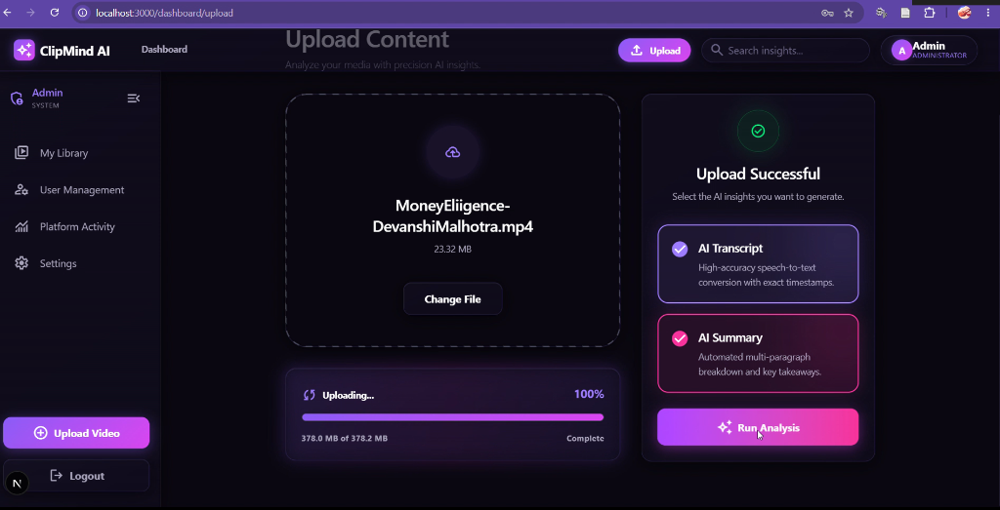 localhost:3000/dashboard/upload
ClipMind AI
Dashboard
Upload Content
Analyze your media with precision AI insights.
Upload
Search insights...
A
Admin
ADMINISTRATOR
Admin
SYSTEM
My Library
User Management
Platform Activity
Settings
Upload Video
Logout
N
MoneyEliigence-
DevanshiMalhotra.mp4
23.32 MB
Change File
Uploading...
100%
378.0 MB of 378.2 MB
Complete
Upload Successful
Select the AI insights you want to generate.
AI Transcript
High-accuracy speech-to-text
conversion with exact timestamps.
AI Summary
Automated multi-paragraph
breakdown and key takeaways.
Run Analysis